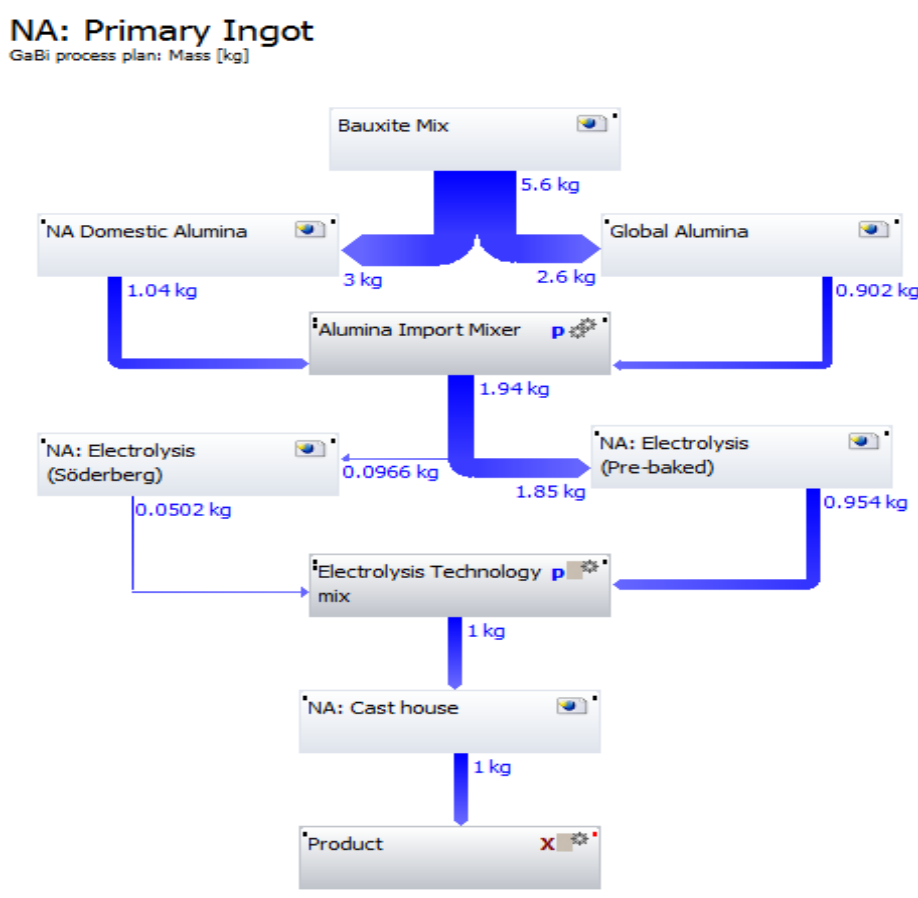 NA: Primary Ingot
GaBi process plan: Mass [kg]
Bauxite Mix
5.6 kg
NA Domestic Alumina
Global Alumina
3 kg
2.6 kg
1.04 kg
0.902 kg
Alumina Import Mixer p
1.94 kg
NA: Electrolysis
(Söderberg)
NA: Electrolysis
(Pre-baked)
0.0966 kg
1.85 kg
0.0502 kg
0.954 kg
Electrolysis Technology p
mix
1 kg
NA: Cast house
1 kg
Product X